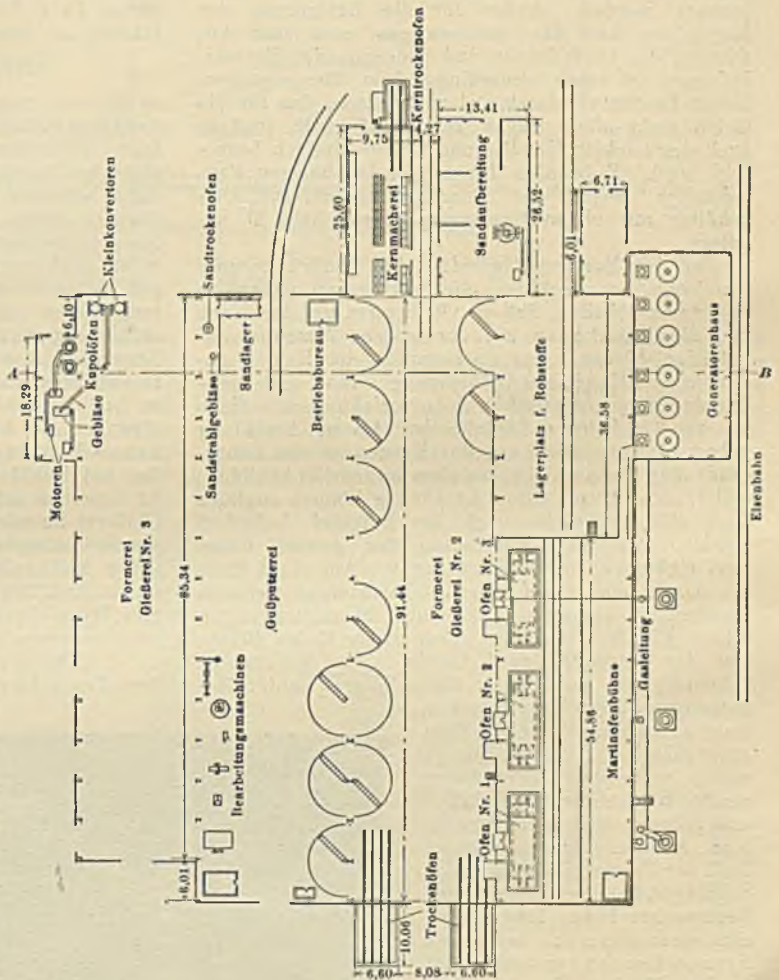 Kerntrockenofen
13,41
9,75
4,27
Kleinkonvertoren
Sandtrockenofen
25,60
Kernmacherei
Sandaufbereitung
26,52
6,71
6,01
6,10
Kupolöfen
Gebläse
Motoren
18,29
A
B
Sandstrahlgebläse
Sandlager
Betriebsbureau
Lagerplatz f. Rohstoffe
36,58
Generatorenhaus
Eisenbahn
Formerei
Gießerei Nr. 3
85,34
Gußputzerei
91,44
Formerei
Gießerei Nr. 2
Ofen Nr. 3
Ofen Nr. 2
Ofen Nr. 1
Bearbeitungsmaschinen
Martinofenbühne
Gasleitung
54,86
6,01
Trockenöfen
10,06
6,60
8,08
6,60